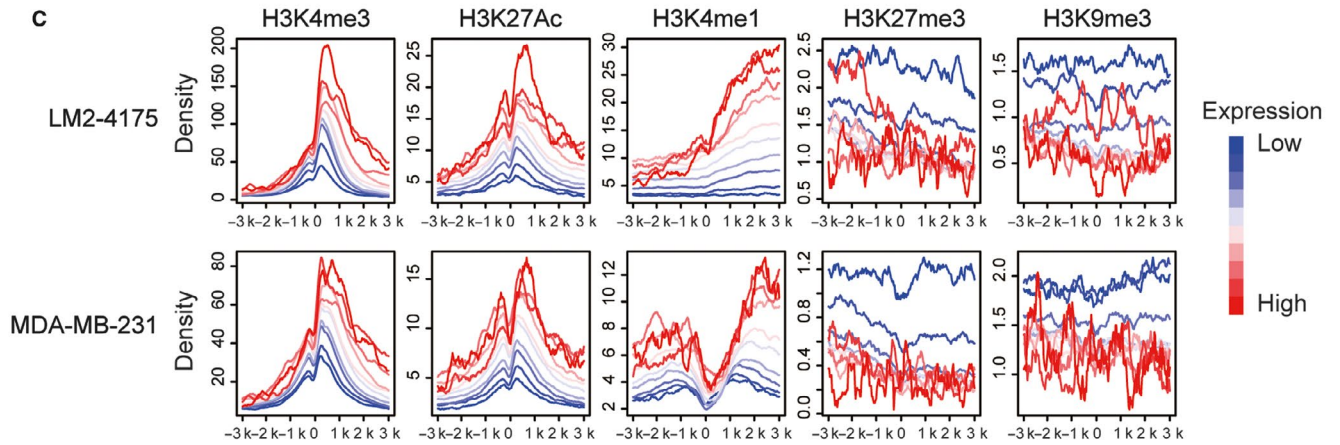 C
H3K4me3 H3K27Ac H3K4me1 H3K27me3 H3K9me3
LM2-4175
Density
200
150
100
50
0
25
20
15
10
5
30
25
20
15
10
5
2.5
2.0
1.5
1.0
0.5
1.5
1.0
0.5
−3 k−2 k−1 k 0 1 k 2 k 3 k
−3 k−2 k−1 k 0 1 k 2 k 3 k
−3 k−2 k−1 k 0 1 k 2 k 3 k
−3 k−2 k−1 k 0 1 k 2 k 3 k
−3 k−2 k−1 k 0 1 k 2 k 3 k
Expression
Low
High
MDA-MB-231
Density
80
60
40
20
15
10
5
12
10
8
6
4
2
1.2
0.8
0.4
0.0
2.0
1.5
1.0
−3 k−2 k−1 k 0 1 k 2 k 3 k
−3 k−2 k−1 k 0 1 k 2 k 3 k
−3 k−2 k−1 k 0 1 k 2 k 3 k
−3 k−2 k−1 k 0 1 k 2 k 3 k
−3 k−2 k−1 k 0 1 k 2 k 3 k